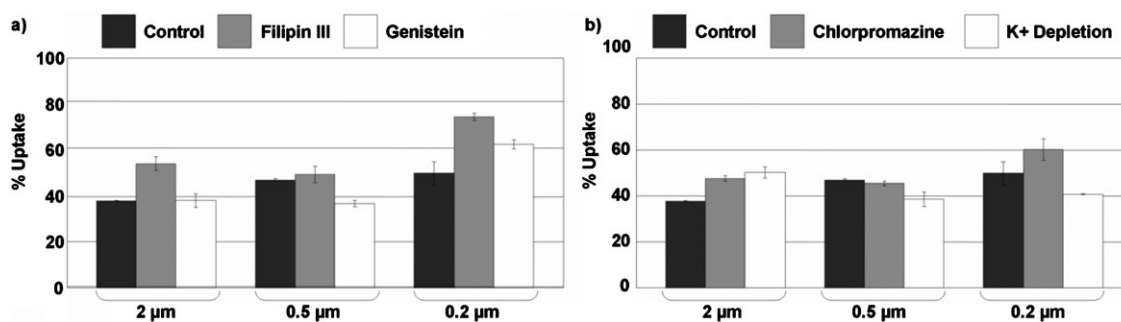 a) Control Filipin III Genistein
100
80
60
40
20
0
% Uptake
2 µm 0.5 µm 0.2 µm
b) Control Chlorpromazine K+ Depletion
100
80
60
40
20
0
% Uptake
2 µm 0.5 µm 0.2 µm